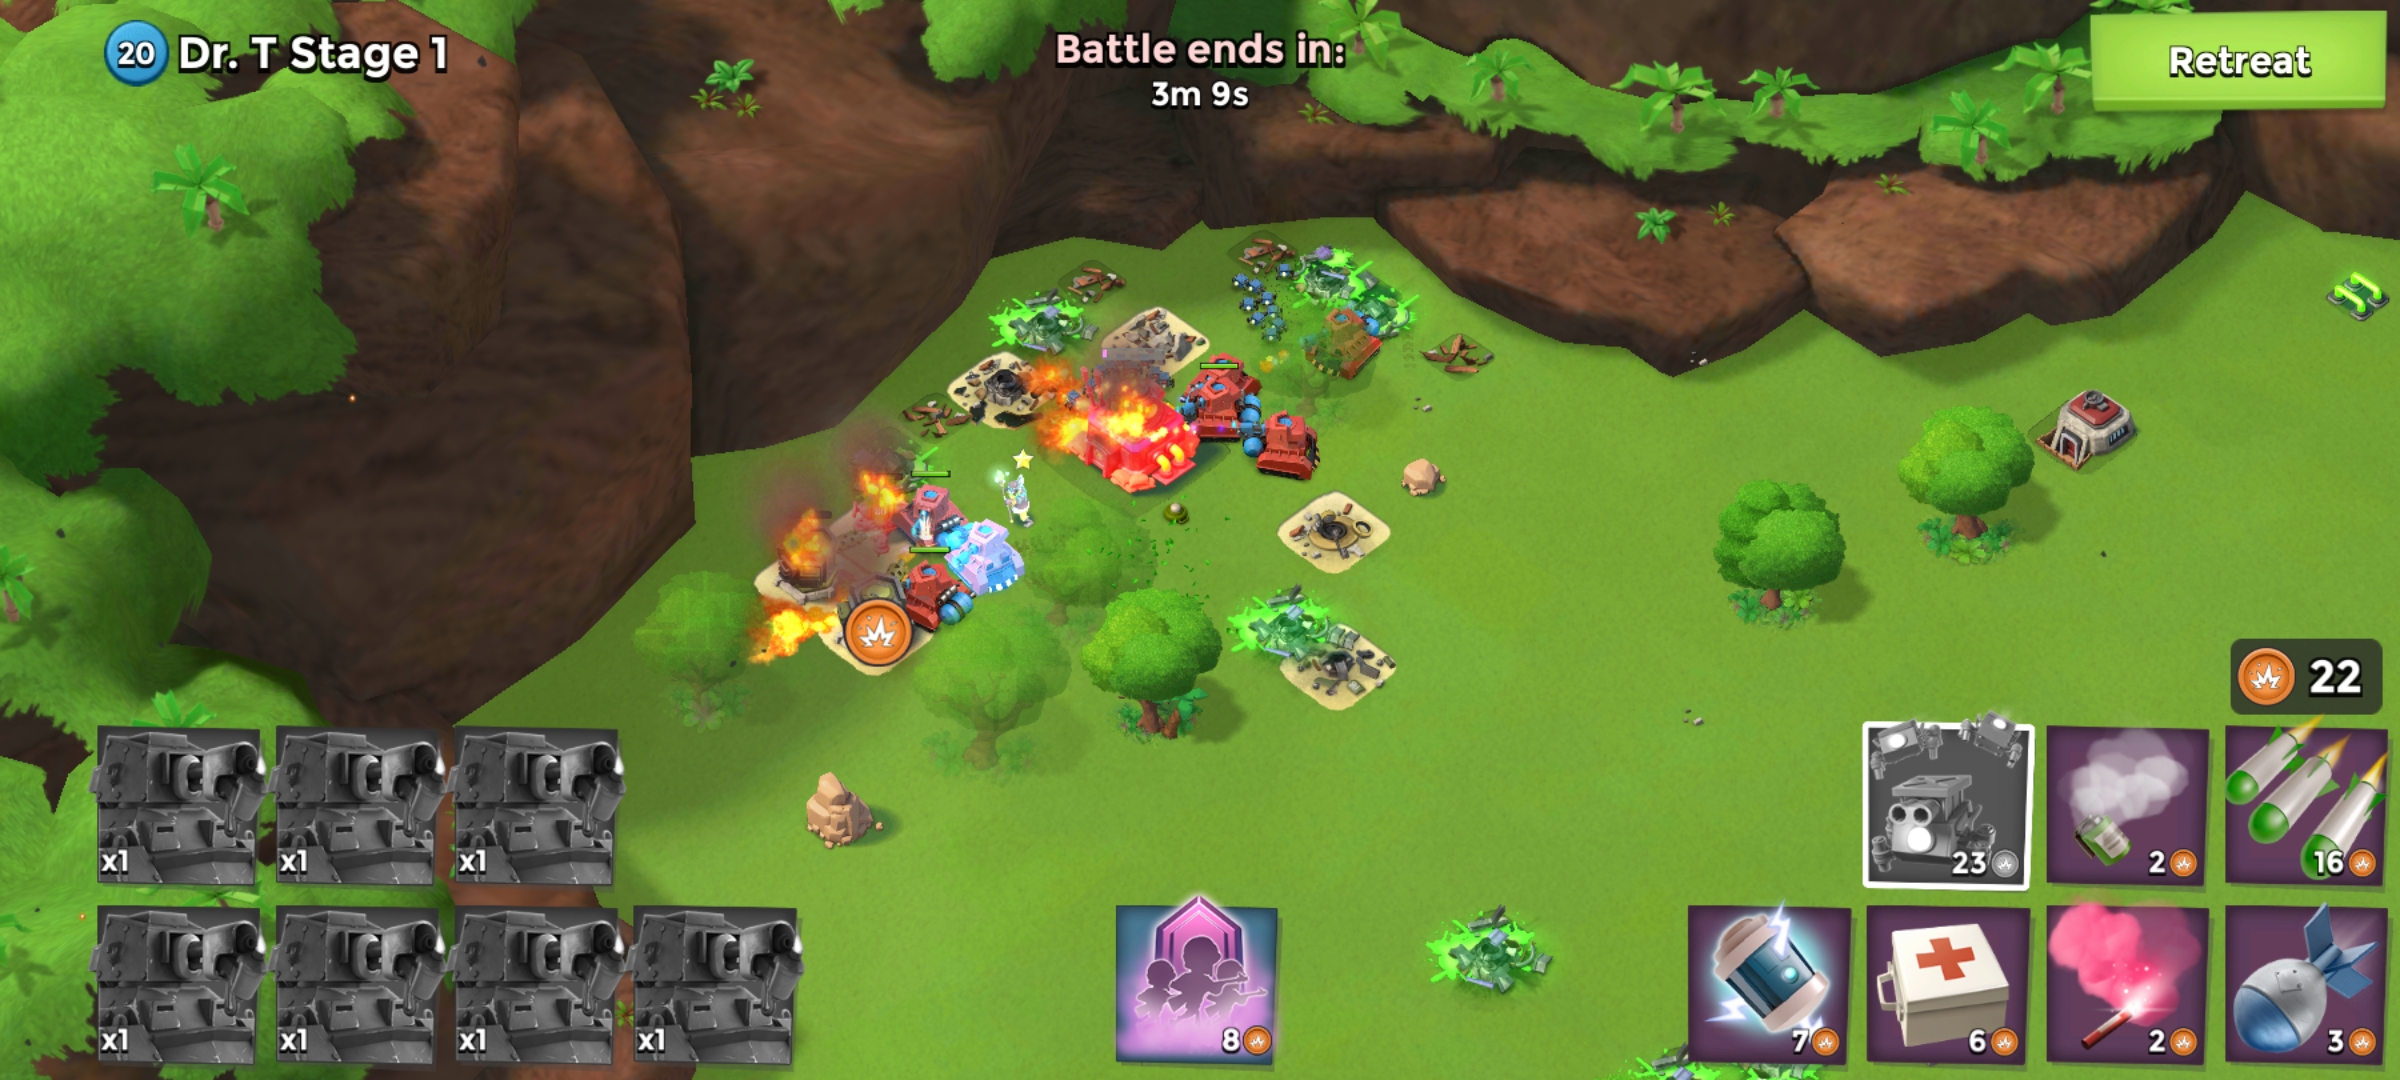 20 Dr. T Stage 1
Battle ends in:
3m 9s
Retreat
22
x1 x1 x1
23 2 16
x1 x1 x1 x1
8
7 6 2 3